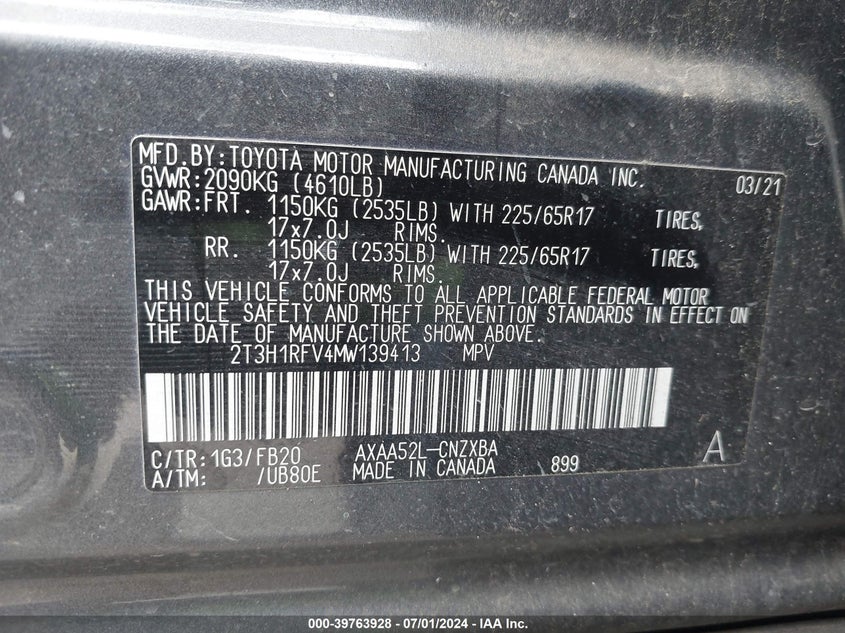 MFD.BY:TOYOTA MOTOR MANUFACTURING CANADA INC. 03/21
GVWR:2090KG (4610LB)
GAWR:FRT. 1150KG (2535LB) WITH 225/65R17 TIRES,
17x7.0J RIMS.
RR. 1150KG (2535LB) WITH 225/65R17 TIRES,
17x7.0J RIMS.
THIS VEHICLE CONFORMS TO ALL APPLICABLE FEDERAL MOTOR
VEHICLE SAFETY AND THEFT PREVENTION STANDARDS IN EFFECT ON
THE DATE OF MANUFACTURE SHOWN ABOVE.
2T3H1RFV4MW139413 MPV
C/TR:1G3/FB20 AXAA52L-CNZXBA A
A/TM: /UB80E MADE IN CANADA 899
000-39763928 - 07/01/2024 - IAA Inc.